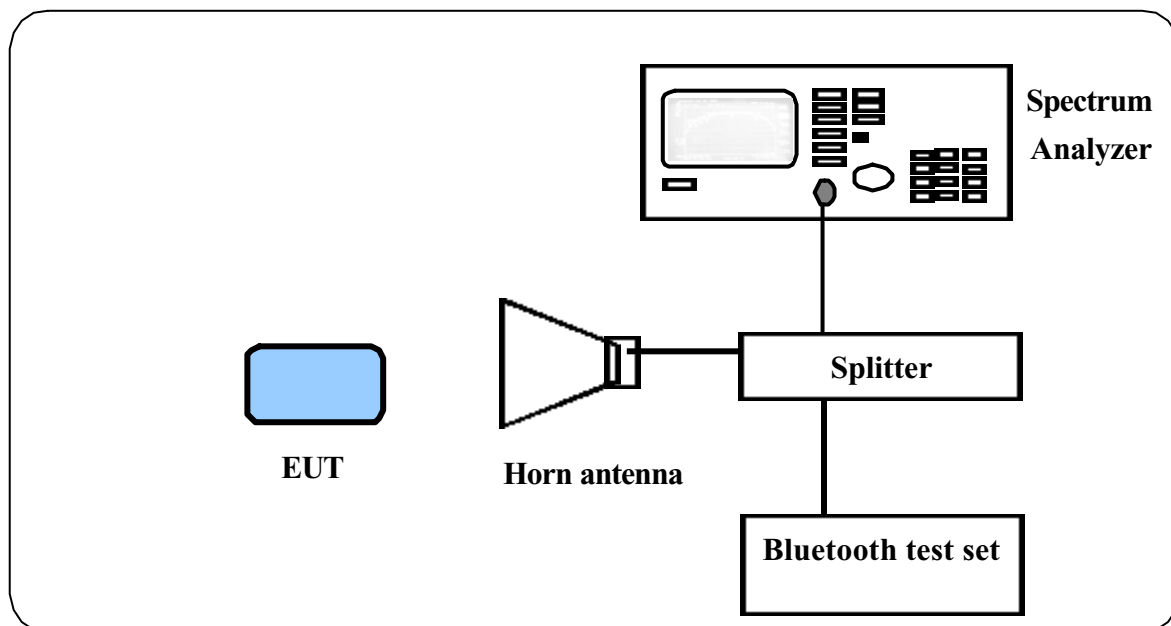 Spectrum
Analyzer
Splitter
EUT
Horn antenna
Bluetooth test set